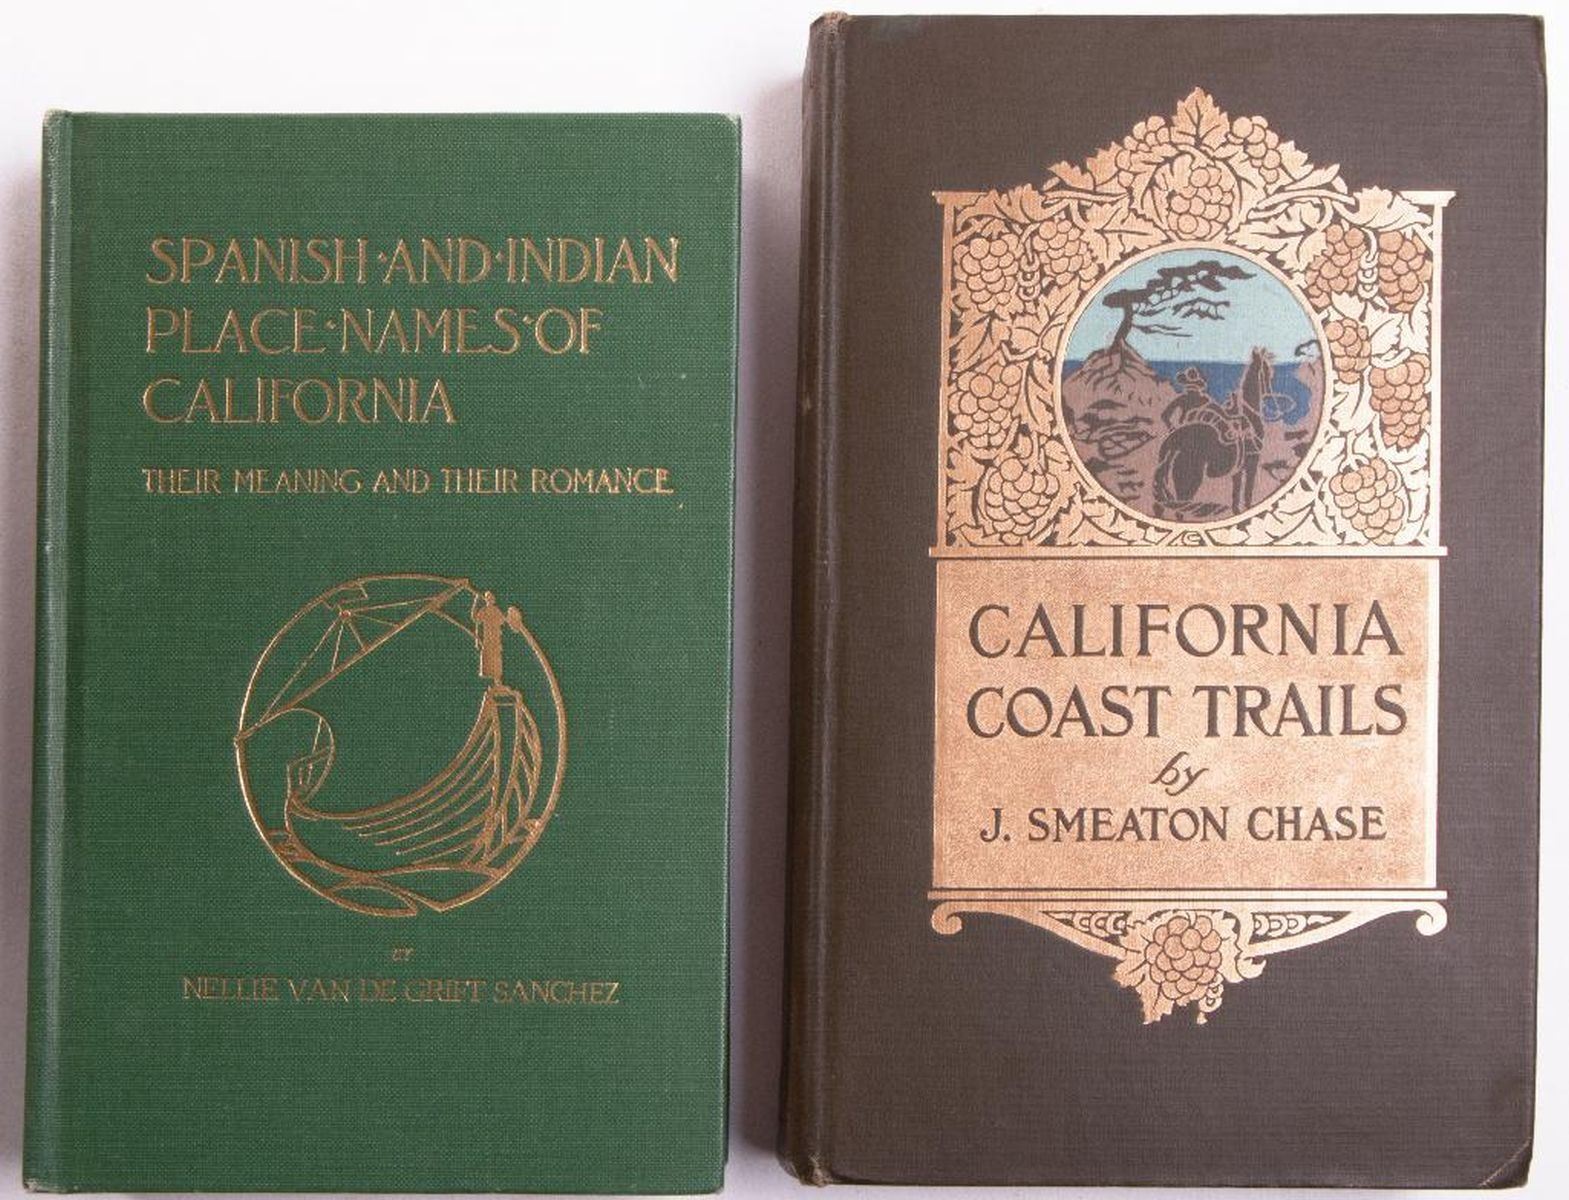 SPANISH·AND·INDIAN
PLACE·NAMES·OF
CALIFORNIA
THEIR MEANING AND THEIR ROMANCE
BY
NELLIE VAN DE GRIFT SANCHEZ
CALIFORNIA
COAST TRAILS
by
J. SMEATON CHASE